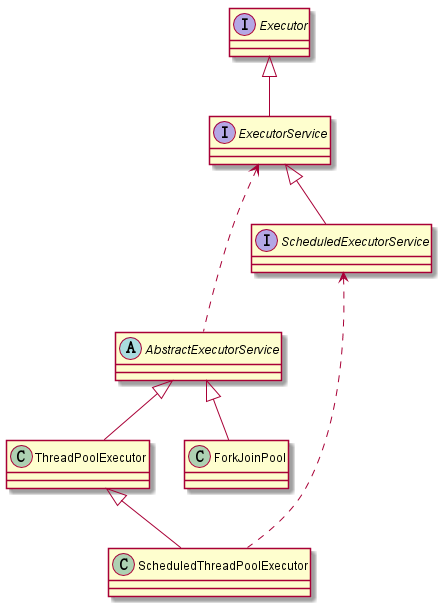 I Executor
I ExecutorService
I ScheduledExecutorService
A AbstractExecutorService
C ThreadPoolExecutor
C ForkJoinPool
C ScheduledThreadPoolExecutor